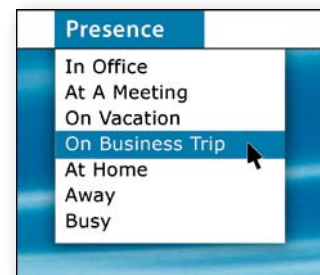 Presence
In Office
At A Meeting
On Vacation
On Business Trip
At Home
Away
Busy